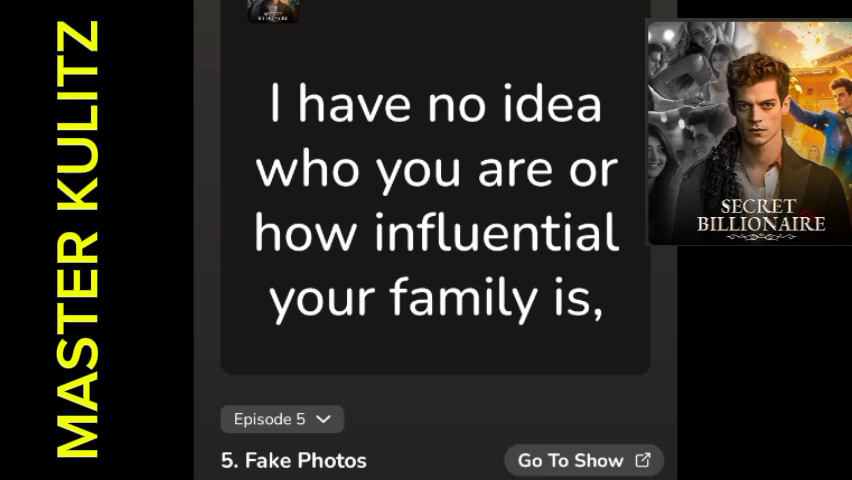 MASTER KULITZ
I have no idea
who you are or
how influential
your family is,
SECRET
BILLIONAIRE
Episode 5
5. Fake Photos
Go To Show